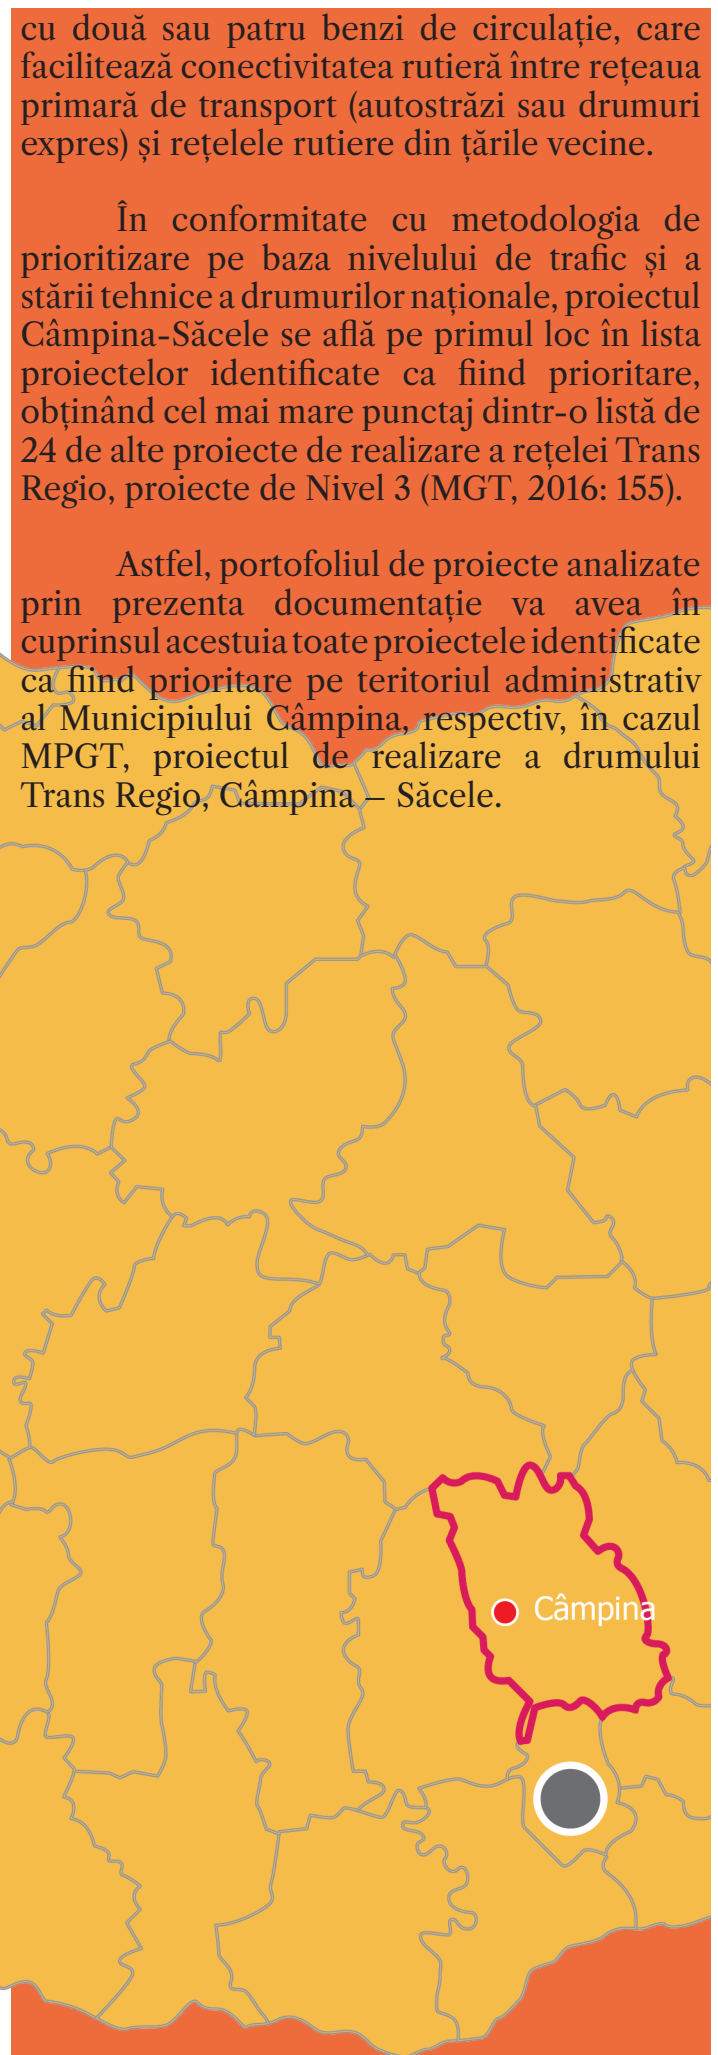 cu două sau patru benzi de circulație, care
facilitează conectivitatea rutieră între rețeaua
primară de transport (autostrăzi sau drumuri
expres) și rețelele rutiere din țările vecine.
În conformitate cu metodologia de
prioritizare pe baza nivelului de trafic și a
stării tehnice a drumurilor naționale, proiectul
Câmpina-Săcele se află pe primul loc în lista
proiectelor identificate ca fiind prioritare,
obținând cel mai mare punctaj dintr-o listă de
24 de alte proiecte de realizare a rețelei Trans
Regio, proiecte de Nivel 3 (MGT, 2016: 155).
Astfel, portofoliul de proiecte analizate
prin prezenta documentație va avea în
cuprinsul acestuia toate proiectele identificate
ca fiind prioritare pe teritoriul administrativ
al Municipiului Câmpina, respectiv, în cazul
MPGT, proiectul de realizare a drumului
Trans Regio, Câmpina – Săcele.
Câmpina